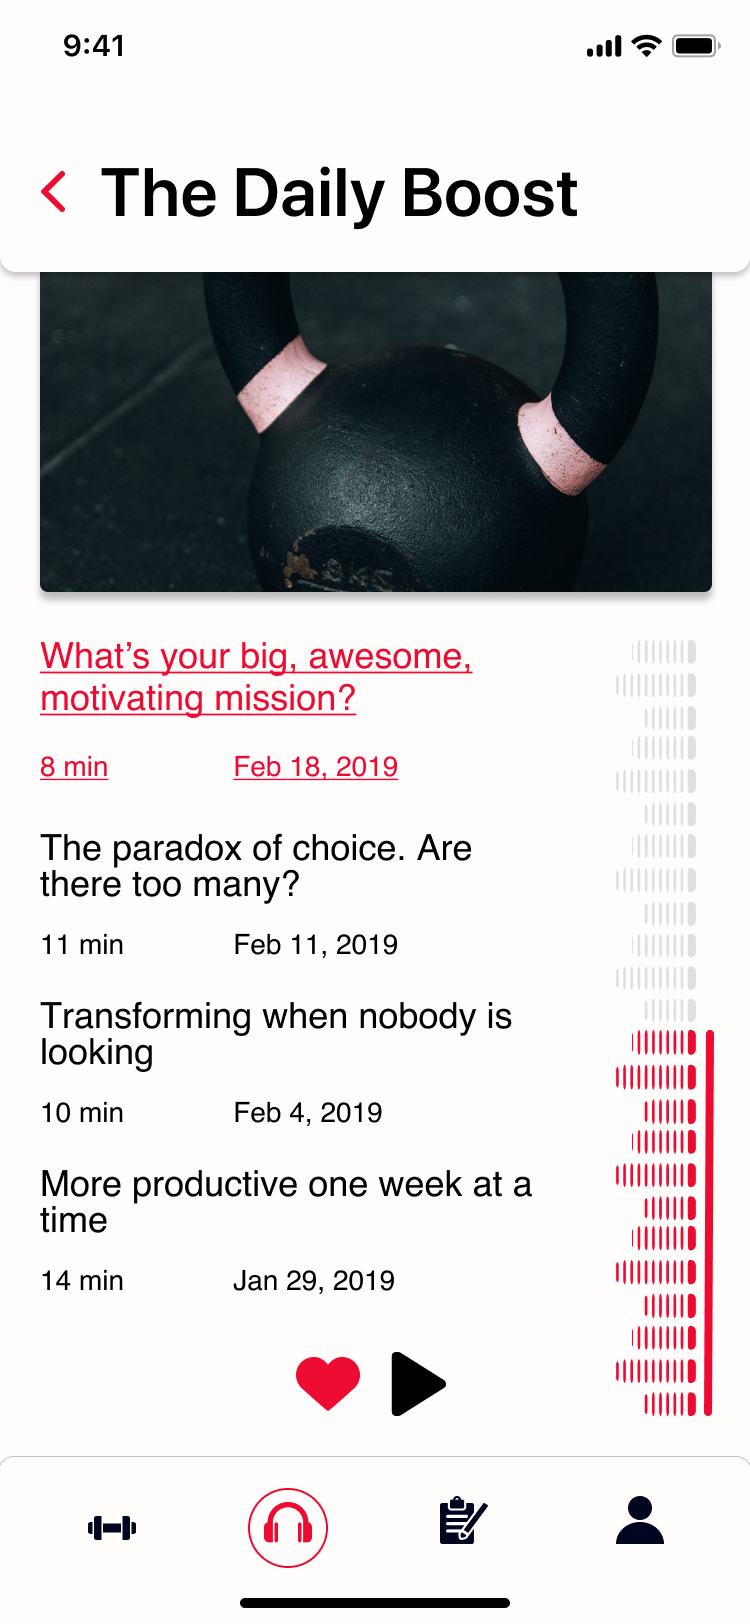 9:41
The Daily Boost
8KG
What's your big, awesome,
motivating mission?
8 min Feb 18, 2019
The paradox of choice. Are
there too many?
11 min Feb 11, 2019
Transforming when nobody is
looking
10 min Feb 4, 2019
More productive one week at a
time
14 min Jan 29, 2019